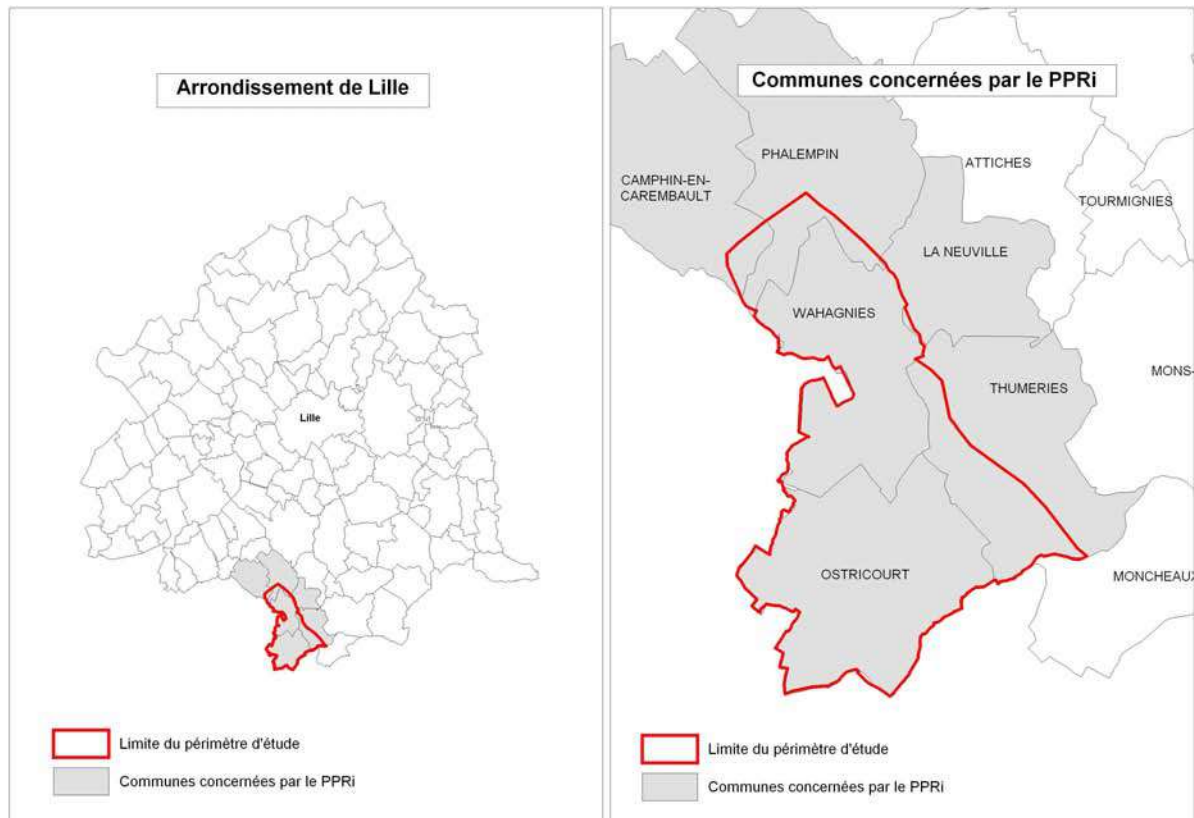 Arrondissement de Lille
Lille
Limite du périmètre d'étude
Communes concernées par le PPRi
Communes concernées par le PPRi
PHALEMPIN
ATTICHES
CAMPHIN-EN-
CAREMBAULT
TOURMIGNIES
LA NEUVILLE
WAHAGNIES
THUMERIES
MONS-
OSTRICOURT
MONCHEAUX
Limite du périmètre d'étude
Communes concernées par le PPRi